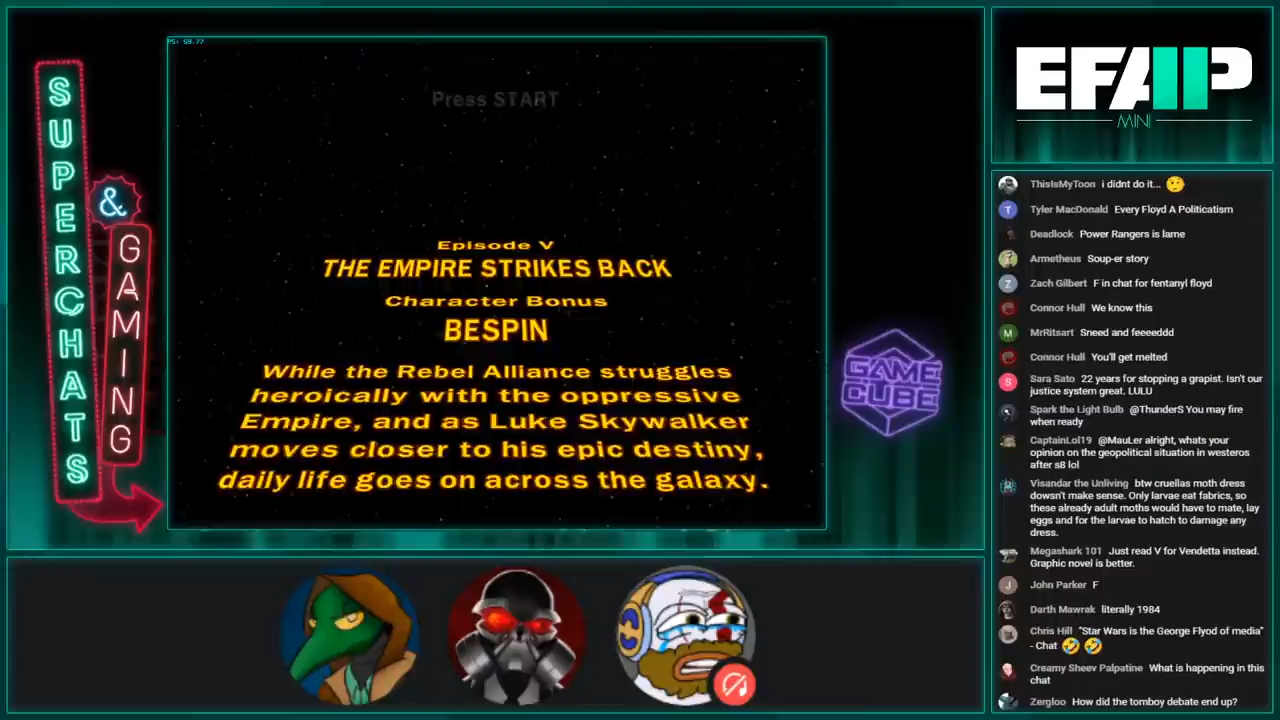 SUPERCHATS
&
GAMING
PS: 59.77
Press START
Episode V
THE EMPIRE STRIKES BACK
Character Bonus
BESPIN
While the Rebel Alliance struggles
heroically with the oppressive
Empire, and as Luke Skywalker
moves closer to his epic destiny,
daily life goes on across the galaxy.
GAME
CUBE
EFAP
MINI
ThisIsMyToon i didnt do it... 🤨
Tyler MacDonald Every Floyd A Politicatism
Deadlock Power Rangers is lame
Armetheus Soup-er story
Zach Gilbert F in chat for fentanyl floyd
Connor Hull We know this
MrRitsart Sneed and feeeeddd
Connor Hull You'll get melted
Sara Sato 22 years for stopping a grapist. Isn't our
justice system great. LULU
Spark the Light Bulb @ThunderS You may fire
when ready
CaptainLol19 @MauLer alright, whats your
opinion on the geopolitical situation in westeros
after s8 lol
Visandar the Unliving btw cruellas moth dress
dowsn't make sense. Only larvae eat fabrics, so
these already adult moths would have to mate, lay
eggs and for the larvae to hatch to damage any
dress.
Megashark 101 Just read V for Vendetta instead.
Graphic novel is better.
John Parker F
Darth Mawrak literally 1984
Chris Hill "Star Wars is the George Flyod of media"
- Chat 🤣 🤣
Creamy Sheev Palpatine What is happening in this
chat
Zergloo How did the tomboy debate end up?